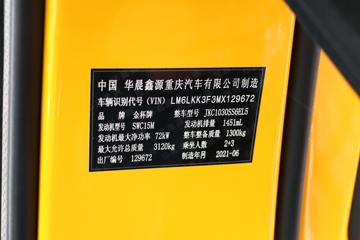 中国 华晨鑫源重庆汽车有限公司制造
车辆识别代号(VIN) LM6LKK3F3MX129672
品牌 金杯牌 整车型号 JKC1030SS6EL5
发动机型号 SWC15M 发动机排量 1451mL
发动机最大净功率 72kW 整车整备质量 1300kg
最大允许总质量 3120kg 乘坐人数 2+3
出厂编号 129672 制造年月 2021-06